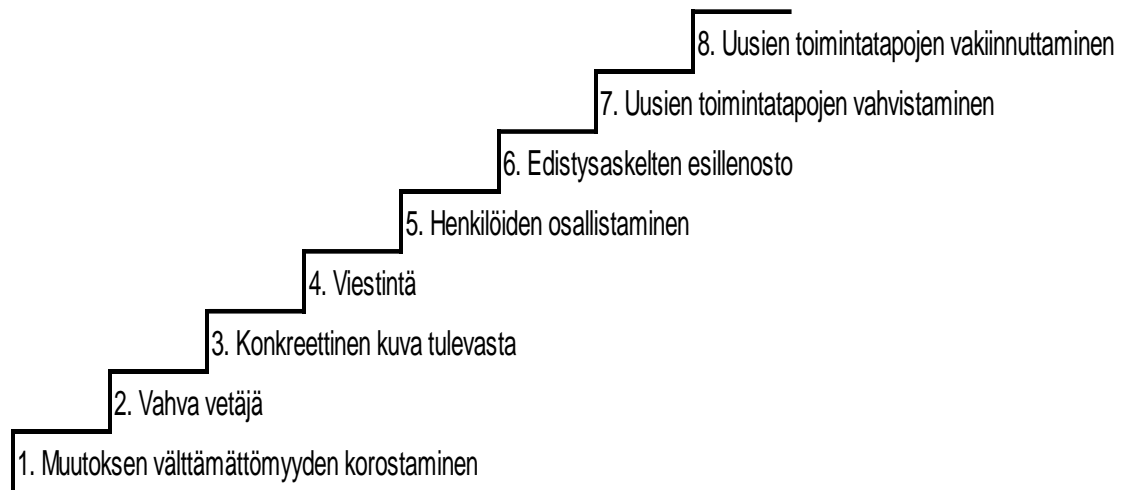 8. Uusien toimintatapojen vakiinnuttaminen
7. Uusien toimintatapojen vahvistaminen
6. Edistysaskelten esillenosto
5. Henkilöiden osallistaminen
4. Viestintä
3. Konkreettinen kuva tulevasta
2. Vahva vetäjä
1. Muutoksen välttämättömyyden korostaminen